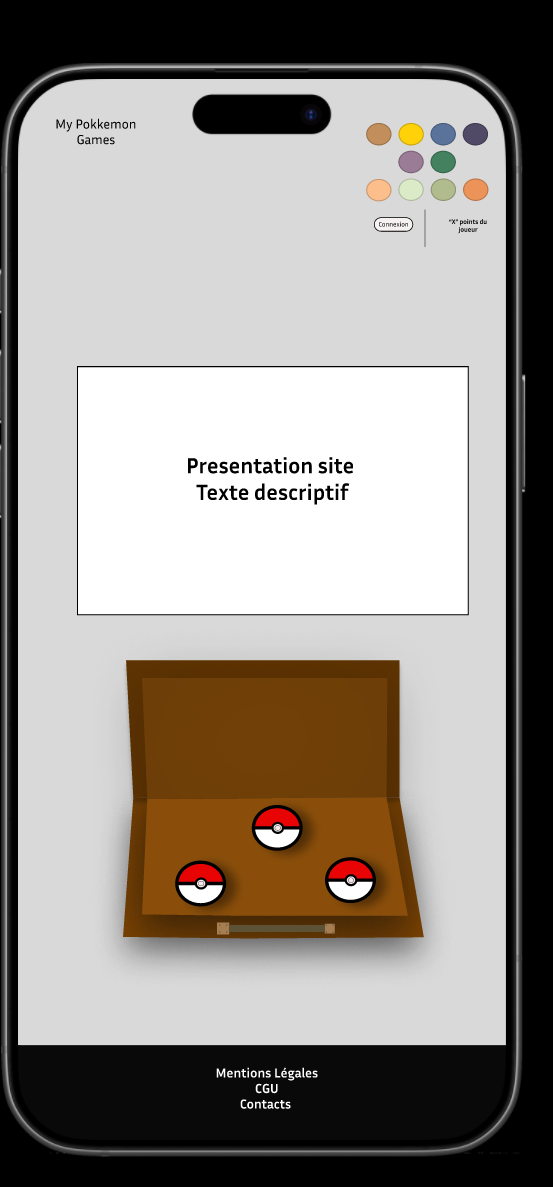 My Pokkemon
Games
Connexion
"X" points du
joueur
Presentation site
Texte descriptif
Mentions Légales
CGU
Contacts